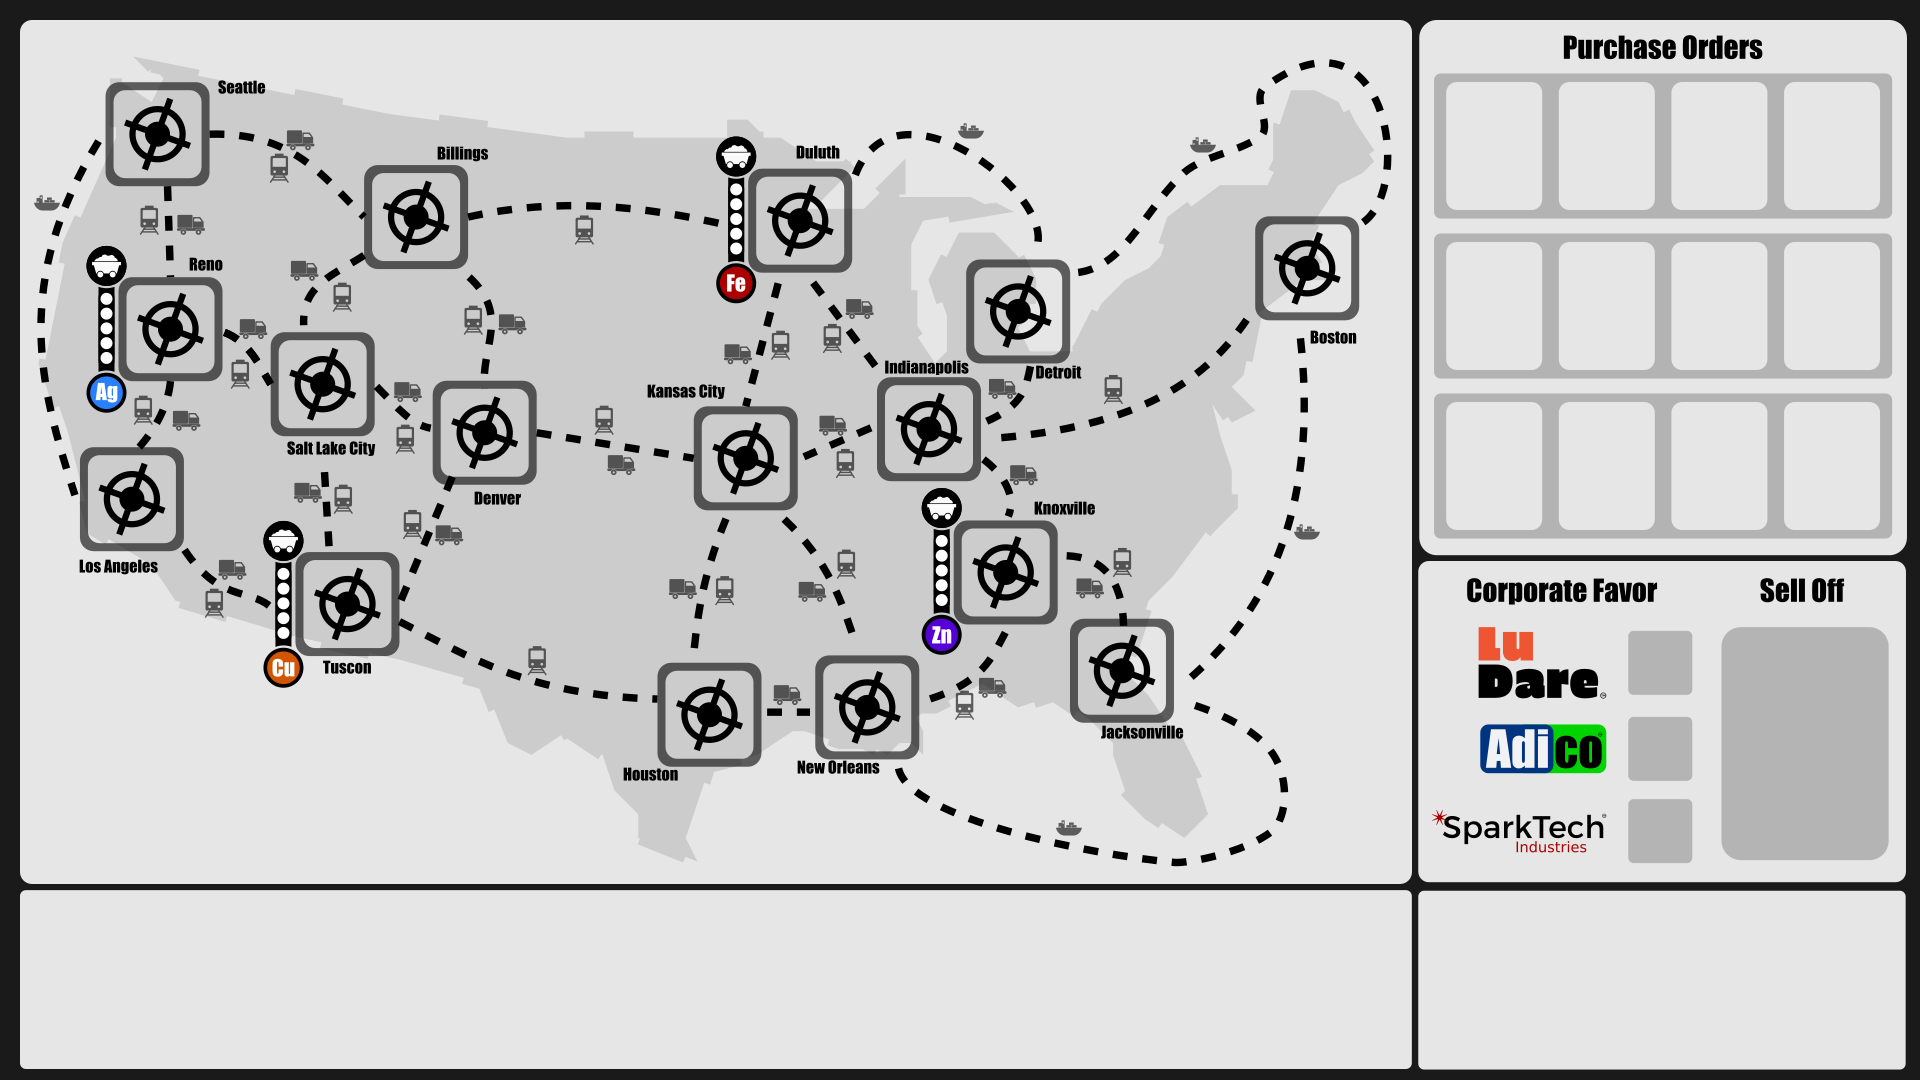 Seattle
Billings
Duluth
Reno
Ag
Fe
Salt Lake City
Kansas City
Indianapolis
Detroit
Boston
Los Angeles
Denver
Knoxville
Cu
Tuscon
Zn
Houston
New Orleans
Jacksonville
Purchase Orders
Corporate Favor
Sell Off
Lu
Dare
Adico
SparkTech
Industries